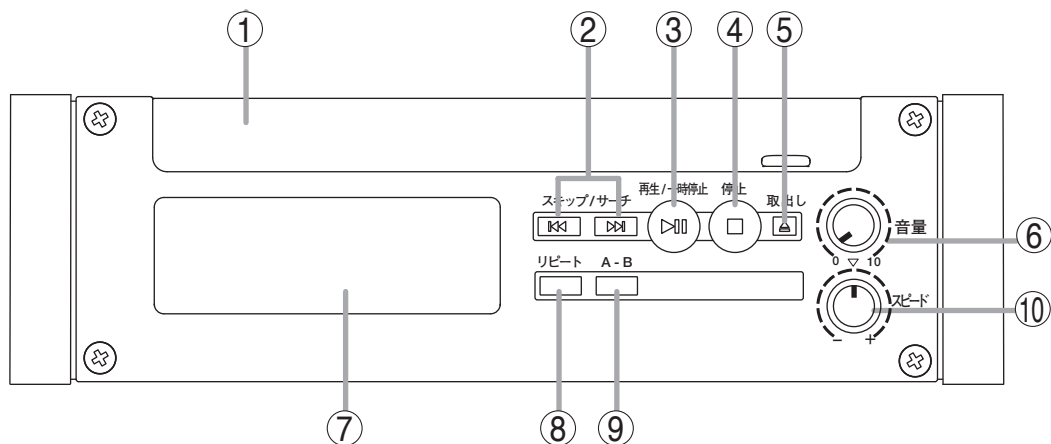 ① ② ③ ④ ⑤
スキップ/サーチ 再生/一時停止 停止 取出し
音量 ⑥
0 10
リピート A-B
スピード ⑩
− +
⑦ ⑧ ⑨